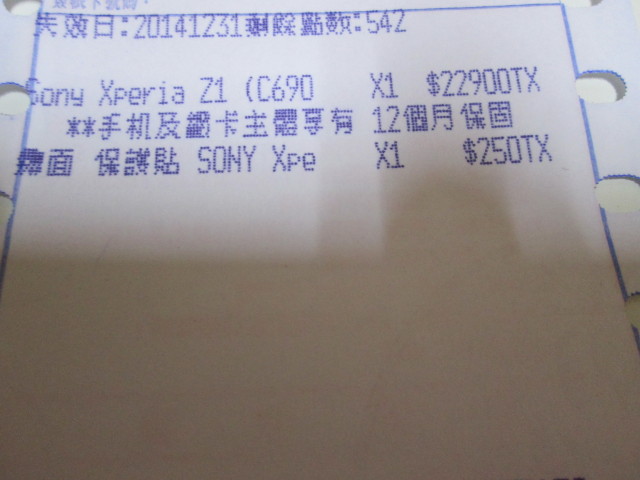 失效日:20141231剩餘點數:542
Sony Xperia Z1 (C690 X1 $22900TX
**手机及網卡主體享有 12個月保固
霧面 保護貼 SONY Xpe X1 $250TX